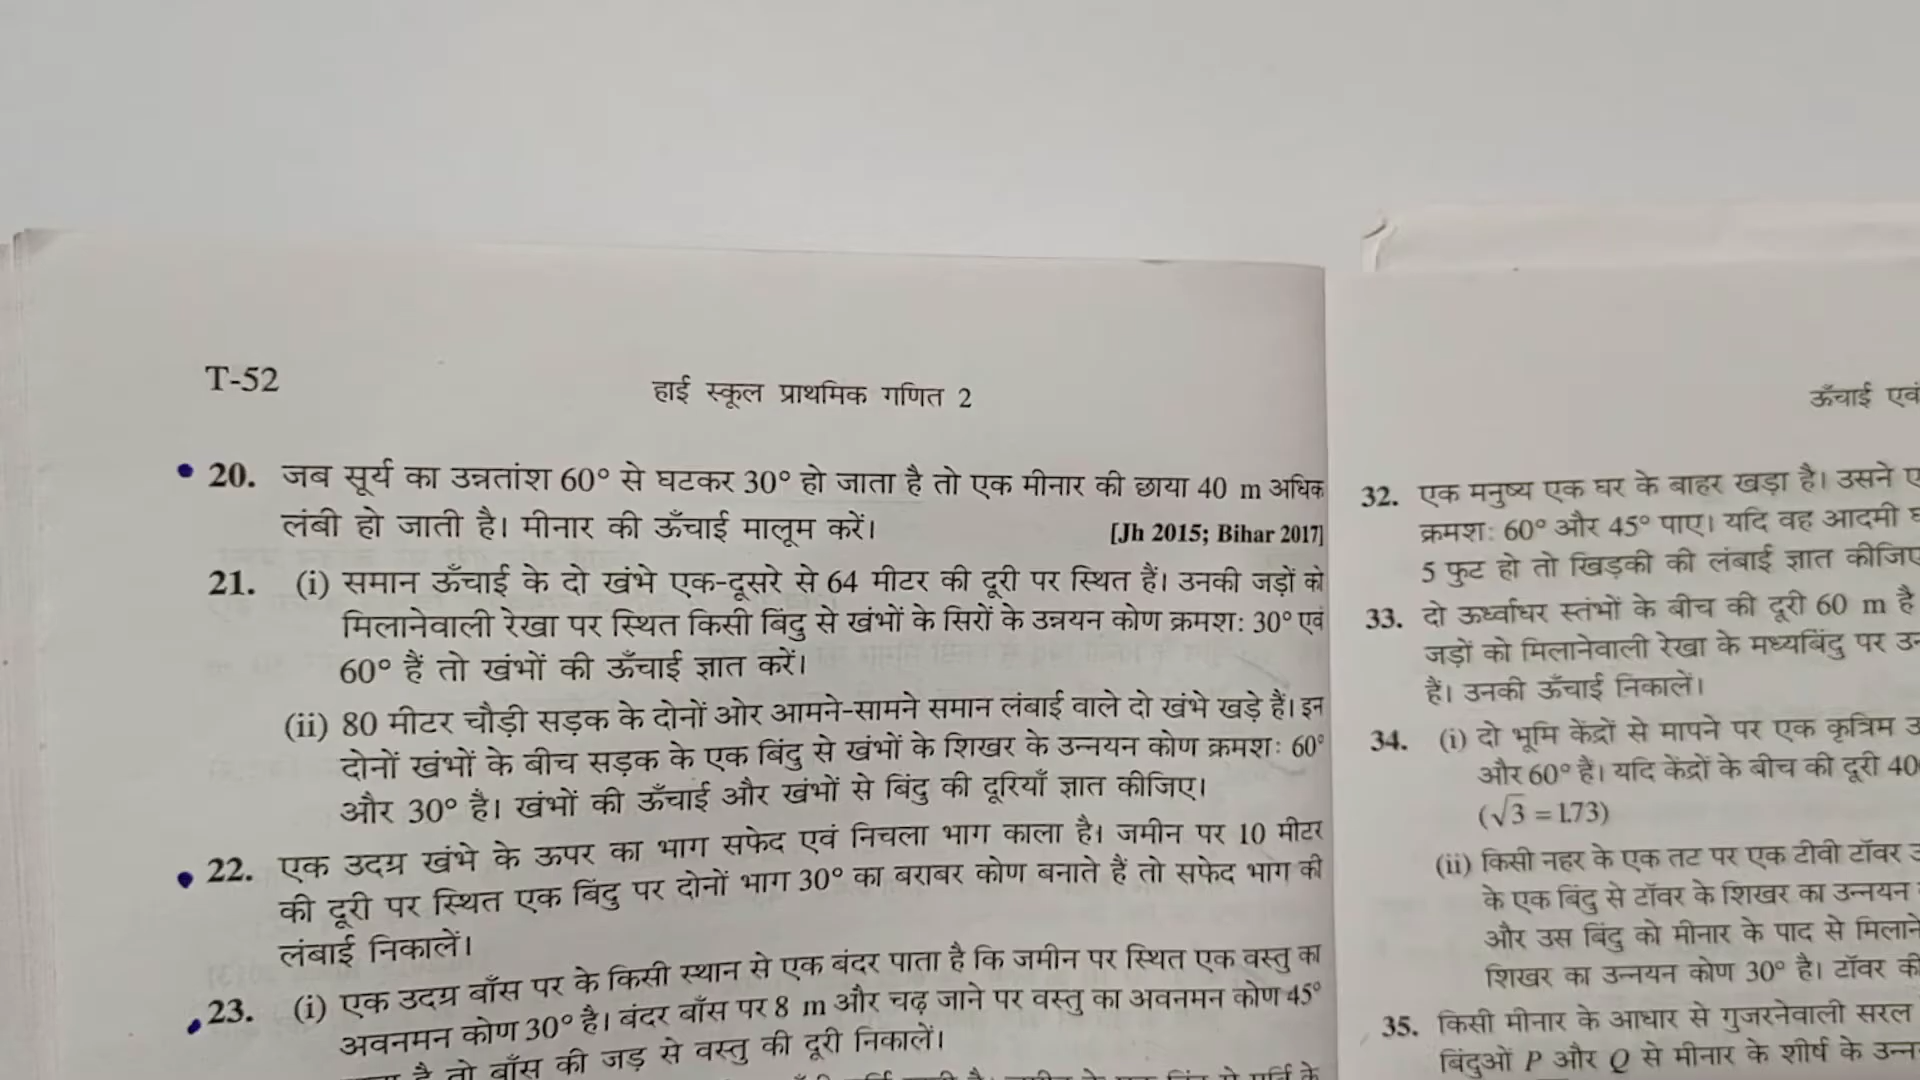 T-52
हाई स्कूल प्राथमिक गणित 2
20. जब सूर्य का उन्नतांश 60° से घटकर 30° हो जाता है तो एक मीनार की छाया 40 m अधिक
लंबी हो जाती है। मीनार की ऊँचाई मालूम करें।
[Jh 2015; Bihar 2017]
21. (i) समान ऊँचाई के दो खंभे एक-दूसरे से 64 मीटर की दूरी पर स्थित हैं। उनकी जड़ों को
मिलानेवाली रेखा पर स्थित किसी बिंदु से खंभों के सिरों के उन्नयन कोण क्रमश: 30° एवं
60° हैं तो खंभों की ऊँचाई ज्ञात करें।
(ii) 80 मीटर चौड़ी सड़क के दोनों ओर आमने-सामने समान लंबाई वाले दो खंभे खड़े हैं। इन
दोनों खंभों के बीच सड़क के एक बिंदु से खंभों के शिखर के उन्नयन कोण क्रमश: 60°
और 30° है। खंभों की ऊँचाई और खंभों से बिंदु की दूरियाँ ज्ञात कीजिए।
22. एक उदग्र खंभे के ऊपर का भाग सफेद एवं निचला भाग काला है। जमीन पर 10 मीटर
की दूरी पर स्थित एक बिंदु पर दोनों भाग 30° का बराबर कोण बनाते हैं तो सफेद भाग की
लंबाई निकालें।
23. (i) एक उदग्र बाँस पर के किसी स्थान से एक बंदर पाता है कि जमीन पर स्थित एक वस्तु का
अवनमन कोण 30° है। बंदर बाँस पर 8 m और चढ़ जाने पर वस्तु का अवनमन कोण 45°
है तो बाँस की जड़ से वस्तु की दूरी निकालें।
ऊँचाई एवं
32. एक मनुष्य एक घर के बाहर खड़ा है। उसने
क्रमश: 60° और 45° पाए। यदि वह आदमी
5 फुट हो तो खिड़की की लंबाई ज्ञात कीजिए
33. दो ऊर्ध्वाधर स्तंभों के बीच की दूरी 60 m है
जड़ों को मिलानेवाली रेखा के मध्यबिंदु पर
हैं। उनकी ऊँचाई निकालें।
34. (i) दो भूमि केंद्रों से मापने पर एक कृत्रिम
और 60° हैं। यदि केंद्रों के बीच की दूरी 40
(√3 = 1.73)
(ii) किसी नहर के एक तट पर एक टीवी टॉवर
के एक बिंदु से टॉवर के शिखर का उन्नयन
और उस बिंदु को मीनार के पाद से मिलाने
शिखर का उन्नयन कोण 30° है। टॉवर की
35. किसी मीनार के आधार से गुजरनेवाली सरल
बिंदुओं P और Q से मीनार के शीर्ष के